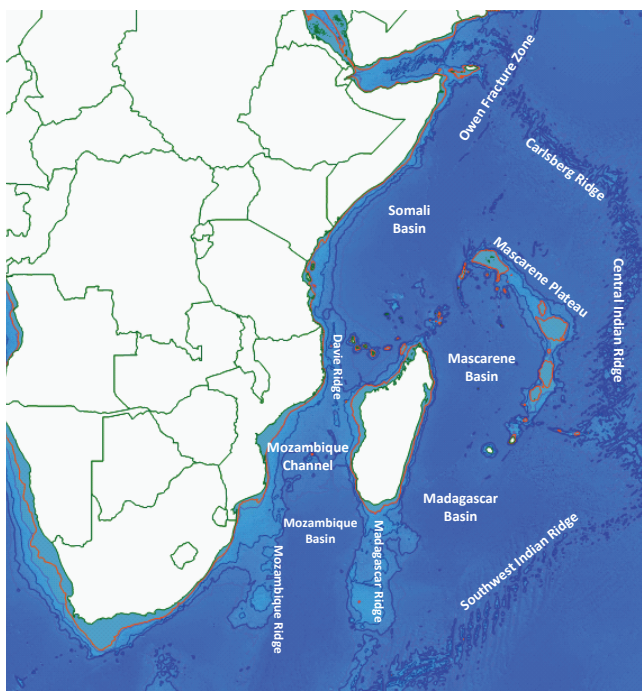 Owen Fracture Zone
Carlsberg Ridge
Somali
Basin
Mascarene Plateau
Central Indian Ridge
Davie Ridge
Mascarene
Basin
Mozambique
Channel
Madagascar
Basin
Mozambique
Basin
Mozambique Ridge
Madagascar Ridge
Southwest Indian Ridge